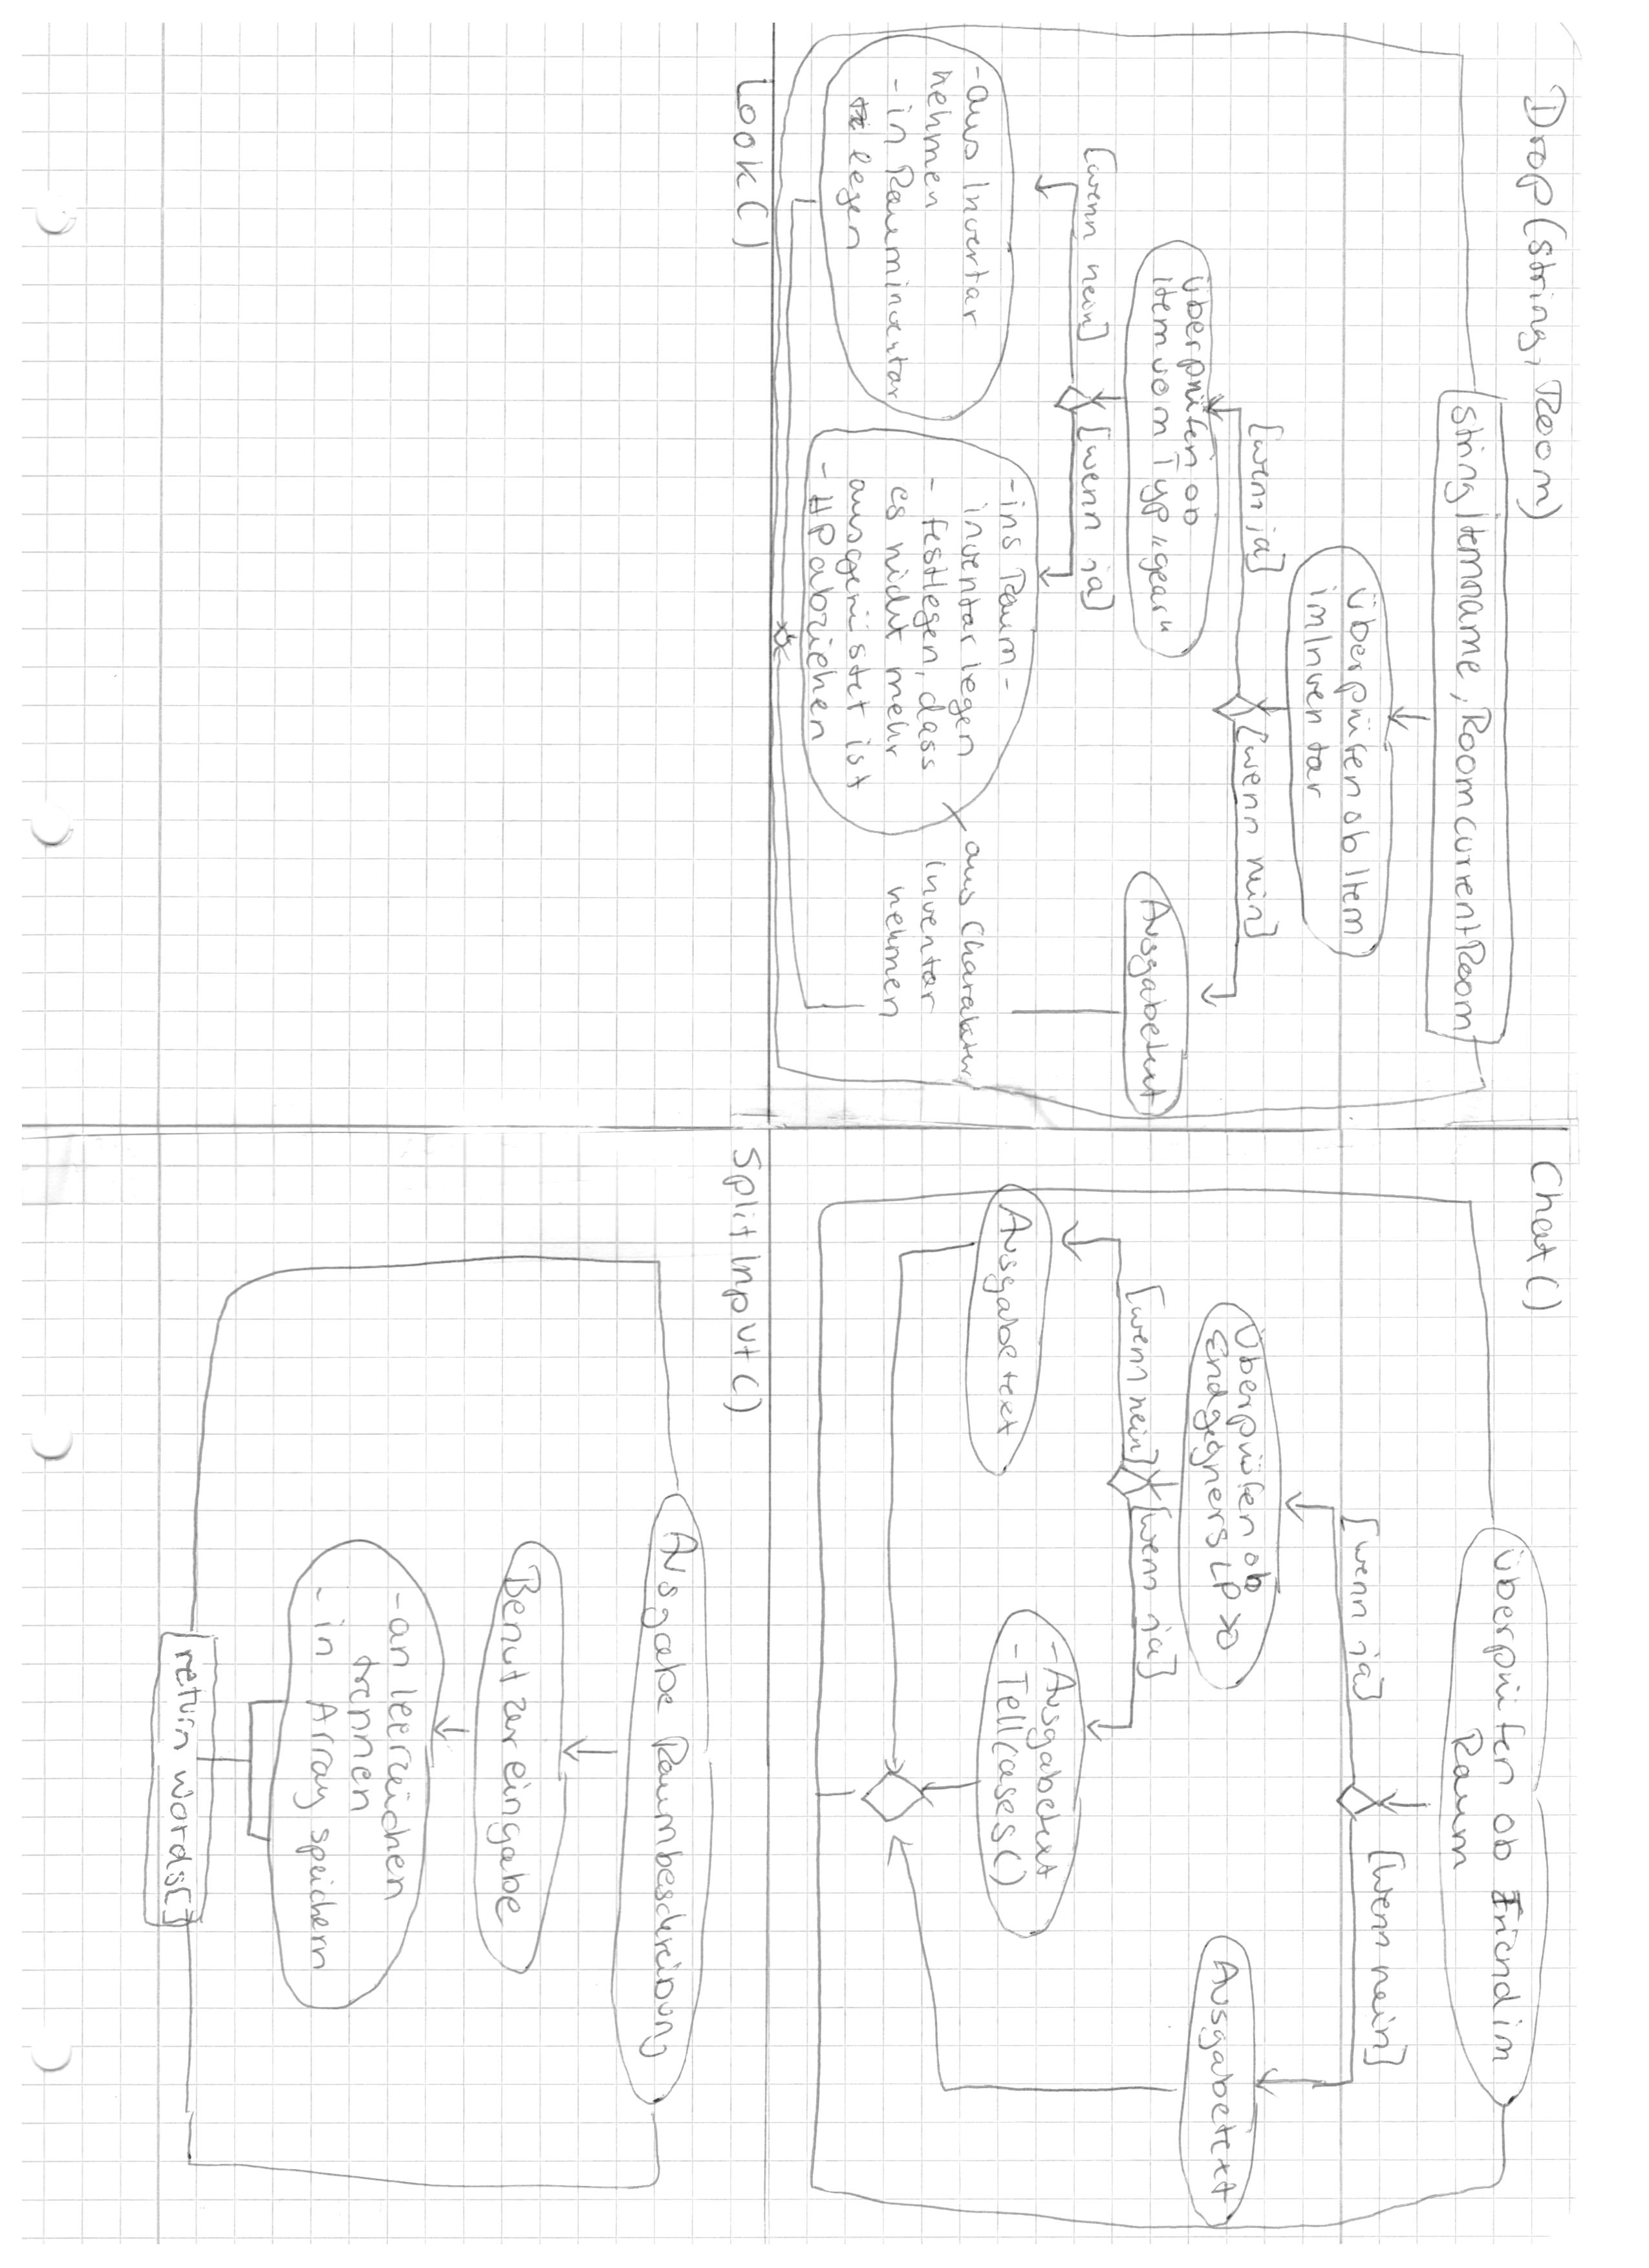 Drop(string, Room)
string Itemname, Room currentRoom
überprüfen ob Item
im Inventar
[wenn ja]
[wenn nein]
überprüfen ob
Item vom Typ „gear"
Ausgabetext
[wenn nein]
[wenn ja]
-aus Inventar
nehmen
-in Rauminventar
legen
-ins Raum-
inventar legen
- festlegen, dass
es nicht mehr
ausgerüstet ist
- HP abziehen
aus Charakter
Inventar
nehmen
Chat()
überprüfen ob Friend im
Raum
[wenn ja]
[wenn nein]
Überprüfen ob
Endgegners LP >0
Ausgabetext
[wenn nein]
[wenn ja]
Ausgabetext
-Ausgabetext
-Tellcases()
Look()
SplitInput()
Ausgabe Raumbeschreibung
Benutzereingabe
-an leerzeichen
trennen
-in Array speichern
return words[]